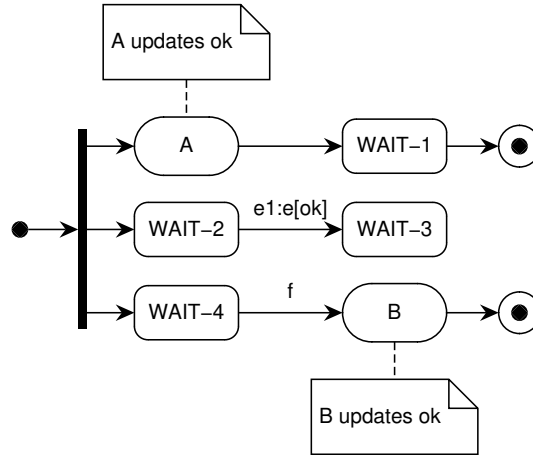 A updates ok
A
WAIT−1
WAIT−2
e1:e[ok]
WAIT−3
WAIT−4
f
B
B updates ok